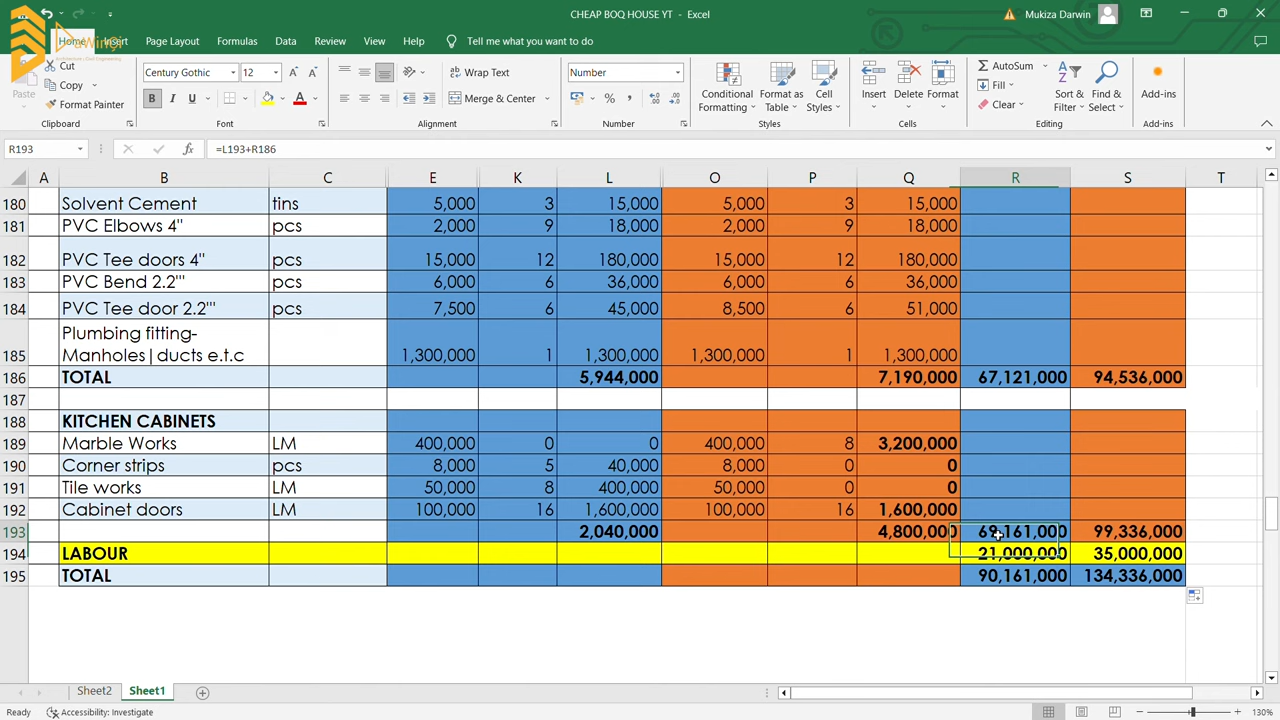 CHEAP BOQ HOUSE YT - Excel
Mukiza Darwin
Home Insert Page Layout Formulas Data Review View Help Tell me what you want to do
Cut
Copy
Format Painter
Paste
Clipboard
Century Gothic 12
B I U
Font
Wrap Text
Merge & Center
Alignment
Number
Number
Conditional Formatting
Format as Table
Cell Styles
Styles
Insert Delete Format
Cells
AutoSum
Fill
Clear
Sort & Filter
Find & Select
Editing
Add-ins
Add-ins
R193 fx =L193+R186
A B C E K L O P Q R S T
180 Solvent Cement tins 5,000 3 15,000 5,000 3 15,000
181 PVC Elbows 4" pcs 2,000 9 18,000 2,000 9 18,000
182 PVC Tee doors 4" pcs 15,000 12 180,000 15,000 12 180,000
183 PVC Bend 2.2'" pcs 6,000 6 36,000 6,000 6 36,000
184 PVC Tee door 2.2'" pcs 7,500 6 45,000 8,500 6 51,000
Plumbing fitting-
185 Manholes|ducts e.t.c 1,300,000 1 1,300,000 1,300,000 1 1,300,000
186 TOTAL 5,944,000 7,190,000 67,121,000 94,536,000
187
188 KITCHEN CABINETS
189 Marble Works LM 400,000 0 0 400,000 8 3,200,000
190 Corner strips pcs 8,000 5 40,000 8,000 0 0
191 Tile works LM 50,000 8 400,000 50,000 0 0
192 Cabinet doors LM 100,000 16 1,600,000 100,000 16 1,600,000
193 2,040,000 4,800,000 69,161,000 99,336,000
194 LABOUR 21,000,000 35,000,000
195 TOTAL 90,161,000 134,336,000
Sheet2 Sheet1
Ready Accessibility: Investigate 130%